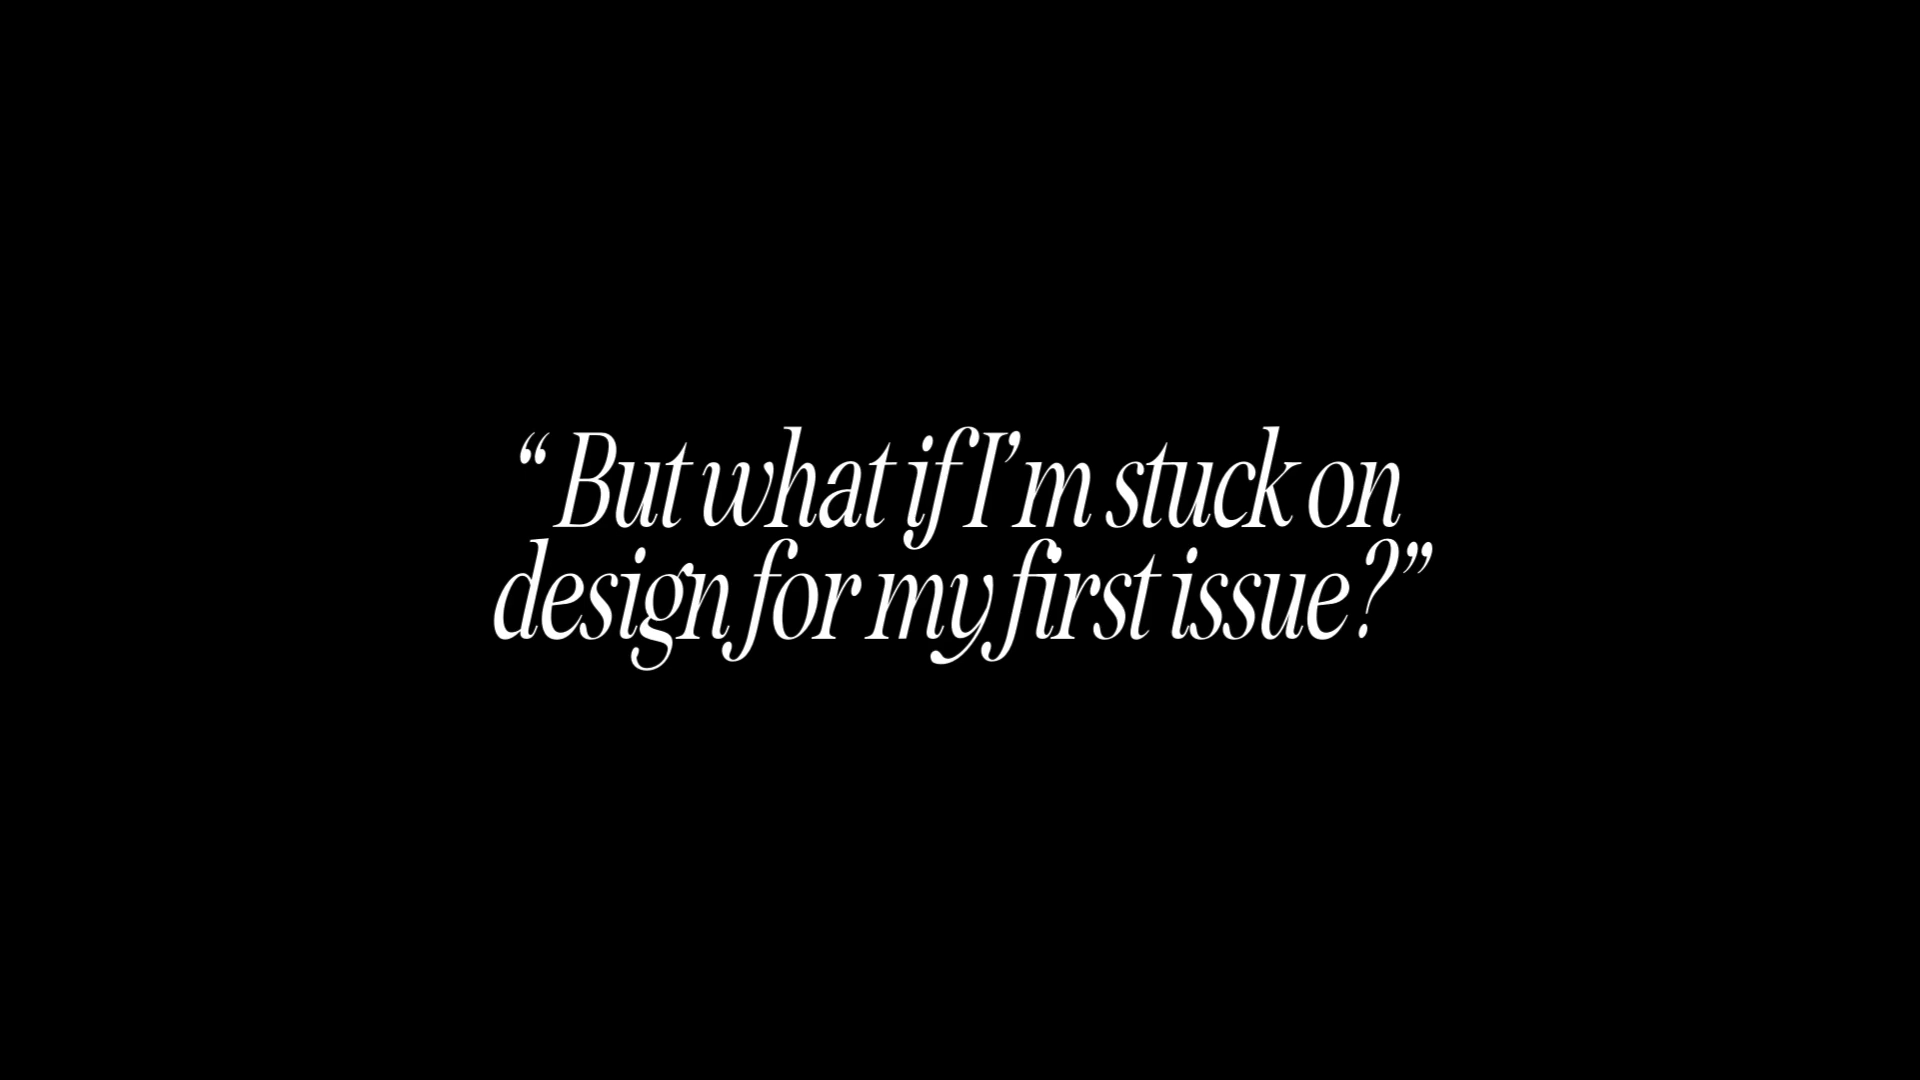 “But what if I’m stuck on
design for my first issue?”